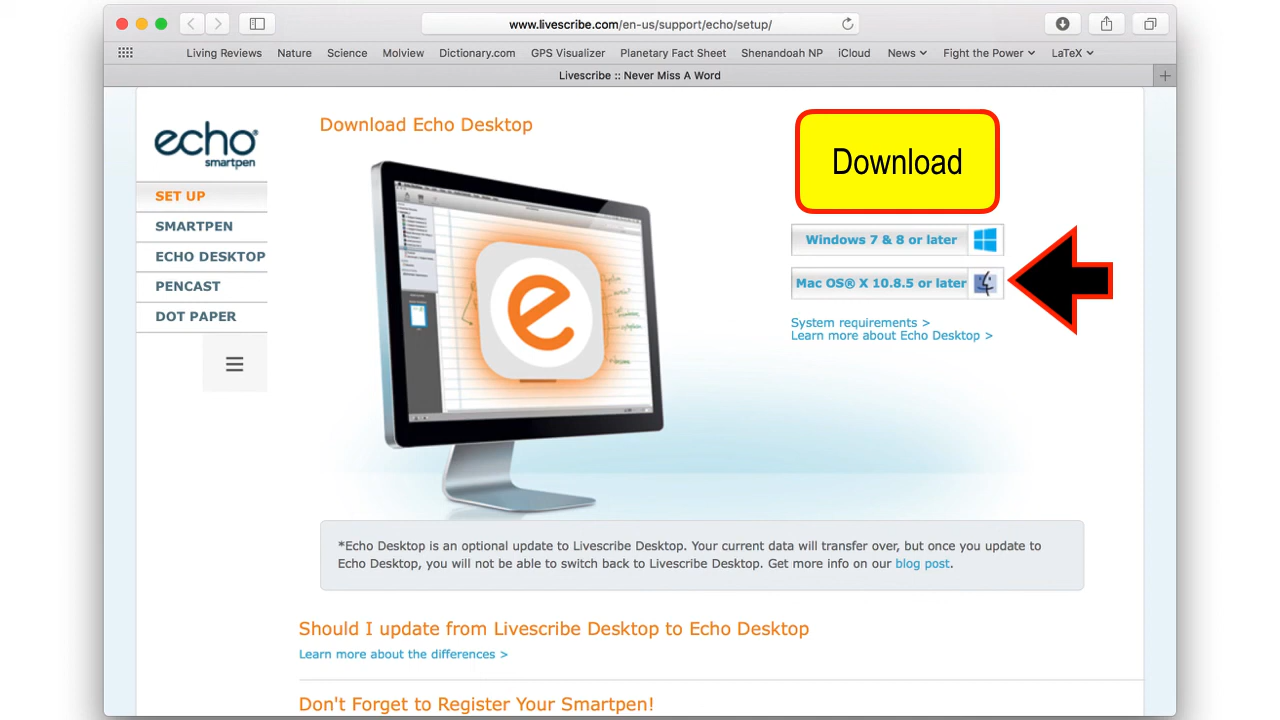 www.livescribe.com/en-us/support/echo/setup/
Living Reviews Nature Science Molview Dictionary.com GPS Visualizer Planetary Fact Sheet Shenandoah NP iCloud News Fight the Power LaTeX
Livescribe :: Never Miss A Word
echo®
smartpen
SET UP
SMARTPEN
ECHO DESKTOP
PENCAST
DOT PAPER
Download Echo Desktop
e
Download
Windows 7 & 8 or later
Mac OS® X 10.8.5 or later
System requirements >
Learn more about Echo Desktop >
*Echo Desktop is an optional update to Livescribe Desktop. Your current data will transfer over, but once you update to
Echo Desktop, you will not be able to switch back to Livescribe Desktop. Get more info on our blog post.
Should I update from Livescribe Desktop to Echo Desktop
Learn more about the differences >
Don't Forget to Register Your Smartpen!